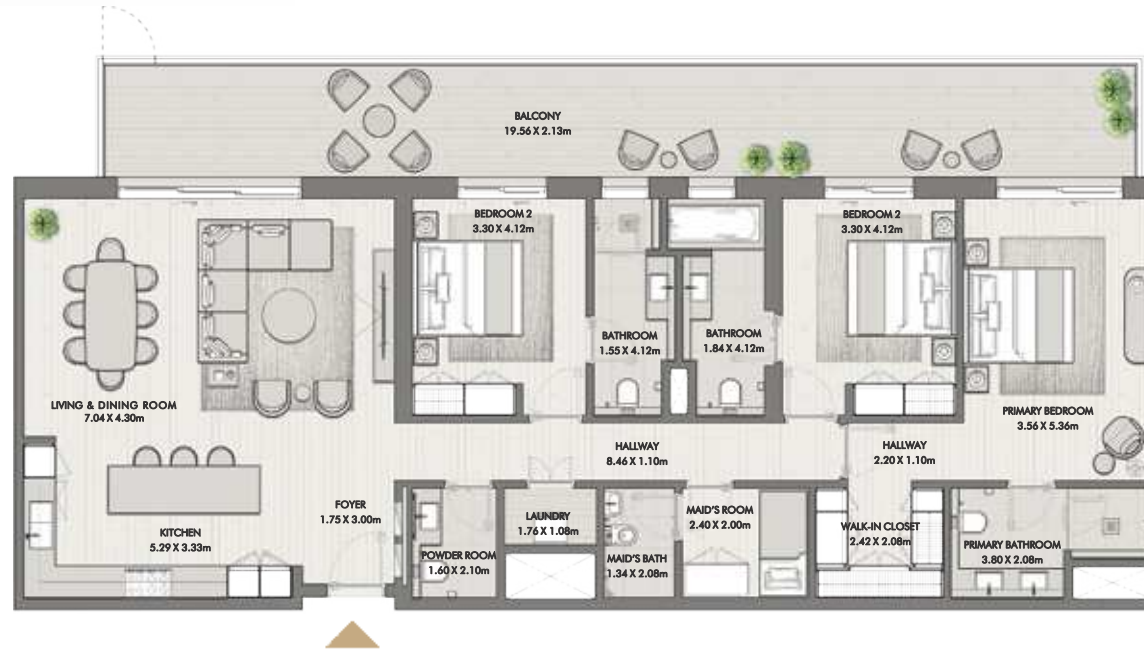 BALCONY
19.56 X 2.13m
BEDROOM 2
3.30 X 4.12m
BEDROOM 2
3.30 X 4.12m
BATHROOM
1.55 X 4.12m
BATHROOM
1.84 X 4.12m
LIVING & DINING ROOM
7.04 X 4.30m
PRIMARY BEDROOM
3.56 X 5.36m
HALLWAY
8.46 X 1.10m
HALLWAY
2.20 X 1.10m
FOYER
1.75 X 3.00m
KITCHEN
5.29 X 3.33m
LAUNDRY
1.76 X 1.08m
MAID'S ROOM
2.40 X 2.00m
WALK-IN CLOSET
2.42 X 2.08m
POWDER ROOM
1.60 X 2.10m
MAID'S BATH
1.34 X 2.08m
PRIMARY BATHROOM
3.80 X 2.08m